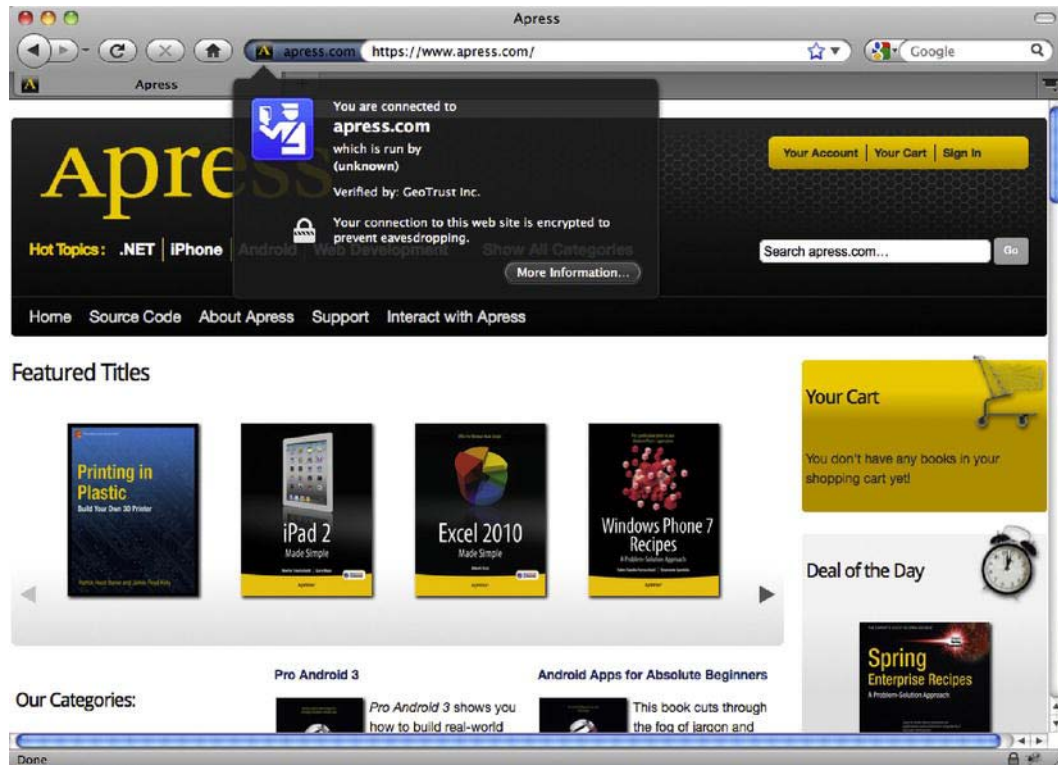 Apress
apress.com https://www.apress.com/
Google
Apress
You are connected to
apress.com
which is run by
(unknown)
Verified by: GeoTrust Inc.
Your connection to this web site is encrypted to
prevent eavesdropping.
More Information...
Apress
Your Account | Your Cart | Sign In
Hot Topics: .NET | iPhone | Android | Web Development Show All Categories
Search apress.com... Go
Home Source Code About Apress Support Interact with Apress
Featured Titles
Printing in
Plastic
Build Your Own 3D Printer
iPad 2
Made Simple
Excel 2010
Made Simple
Windows Phone 7
Recipes
A Problem-Solution Approach
Your Cart
You don't have any books in your
shopping cart yet!
Deal of the Day
Spring
Enterprise Recipes
A Problem-Solution Approach
Our Categories:
Pro Android 3
Pro Android 3 shows you
how to build real-world
Android Apps for Absolute Beginners
This book cuts through
the fog of jargon and
Done